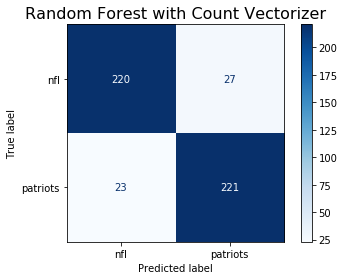 Random Forest with Count Vectorizer
nfl
220
27
patriots
23
221
nfl
patriots
True label
Predicted label
200
175
150
125
100
75
50
25